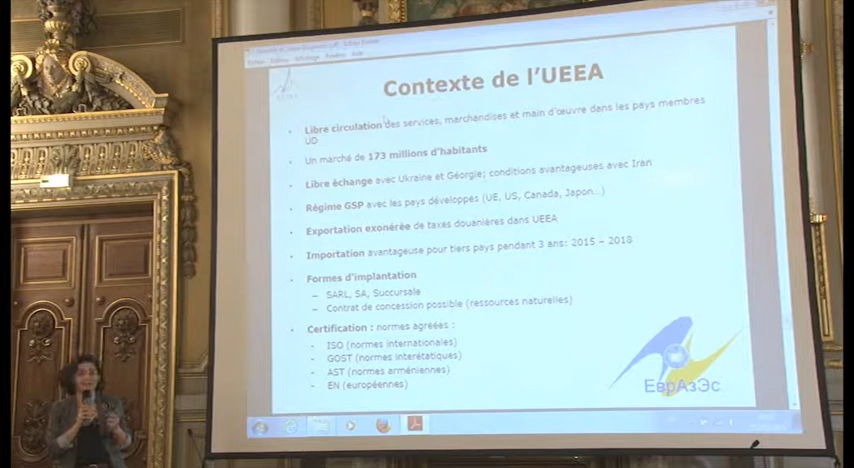 Contexte de l'UEEA
Libre circulation des services, marchandises et main d'œuvre dans les pays membres
UD
Un marché de 173 millions d'habitants
Libre échange avec Ukraine et Géorgie; conditions avantageuses avec Iran
Régime GSP avec les pays développés (UE, US, Canada, Japon...)
Exportation exonérée de taxes douanières dans UEEA
Importation avantageuse pour tiers pays pendant 3 ans: 2015 – 2018
Formes d'implantation
– SARL, SA, Succursale
– Contrat de concession possible (ressources naturelles)
Certification : normes agréées :
- ISO (normes internationales)
- GOST (normes interétatiques)
- AST (normes arméniennes)
- EN (européennes)
ЕврАзЭс